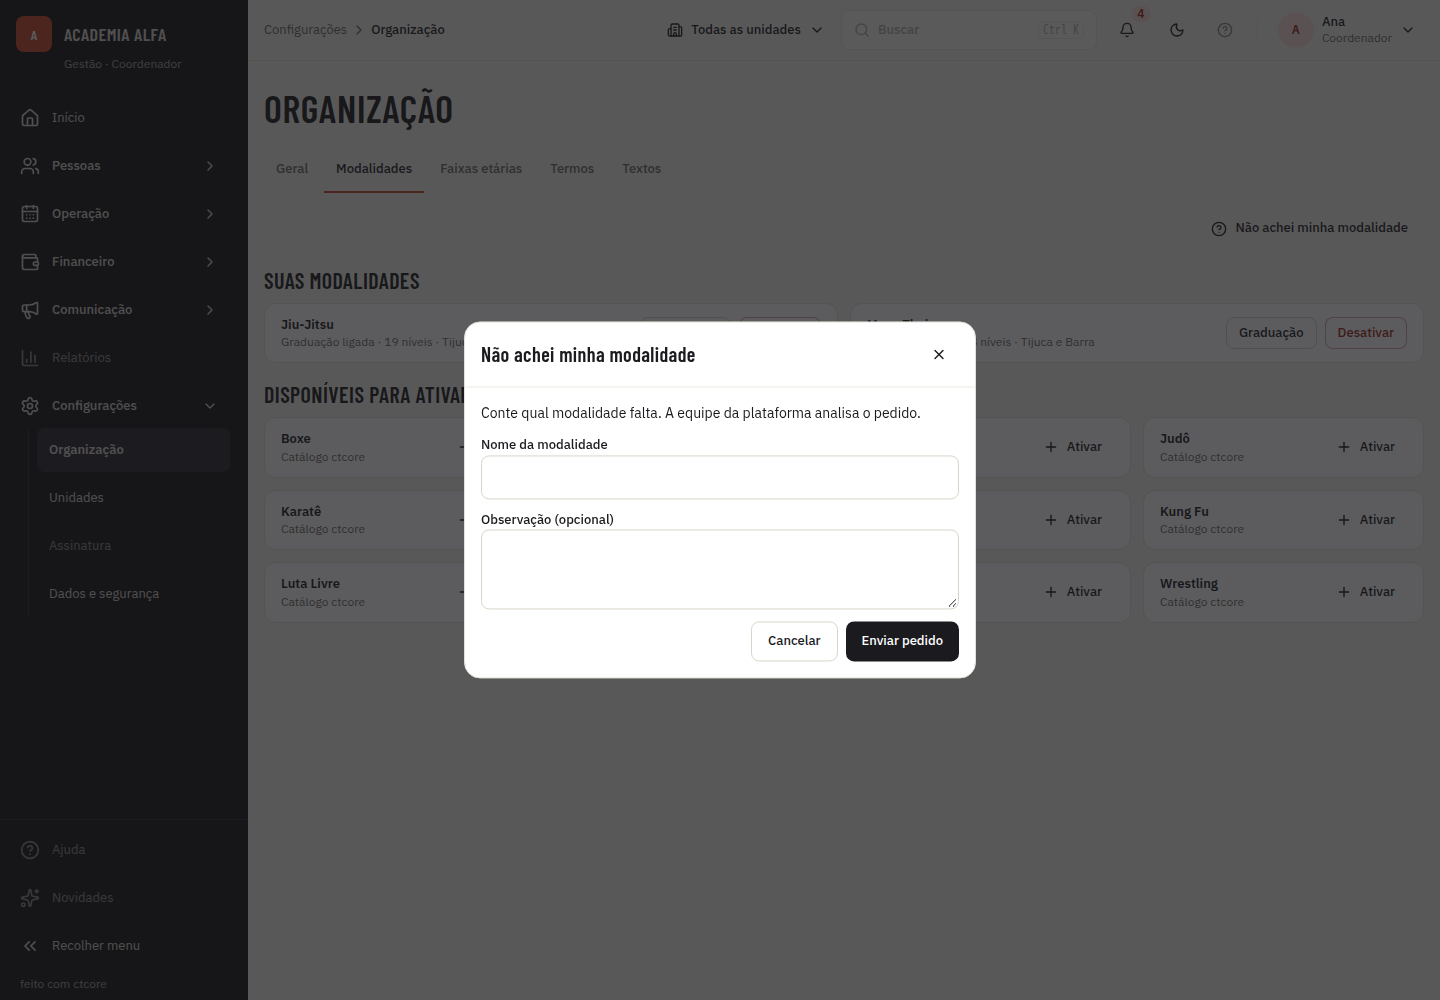 A
ACADEMIA ALFA
Gestão · Coordenador
Início
Pessoas
Operação
Financeiro
Comunicação
Relatórios
Configurações
Organização
Unidades
Assinatura
Dados e segurança
Ajuda
Novidades
Recolher menu
feito com ctcore
Configurações > Organização
Todas as unidades
Buscar
Ctrl K
4
A
Ana
Coordenador
ORGANIZAÇÃO
Geral
Modalidades
Faixas etárias
Termos
Textos
Não achei minha modalidade
SUAS MODALIDADES
Jiu-Jitsu
Graduação ligada · 19 níveis
níveis · Tijuca e Barra
Graduação
Desativar
DISPONÍVEIS PARA ATIVAR
Boxe
Catálogo ctcore
Ativar
Judô
Catálogo ctcore
Ativar
Karatê
Catálogo ctcore
Ativar
Kung Fu
Catálogo ctcore
Ativar
Luta Livre
Catálogo ctcore
Ativar
Wrestling
Catálogo ctcore
Ativar
Não achei minha modalidade
Conte qual modalidade falta. A equipe da plataforma analisa o pedido.
Nome da modalidade
Observação (opcional)
Cancelar
Enviar pedido